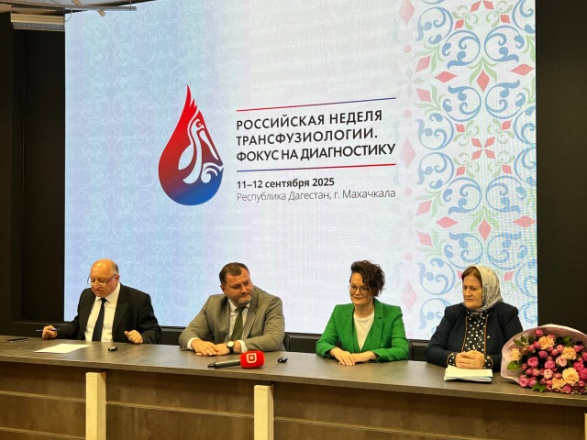 РОССИЙСКАЯ НЕДЕЛЯ
ТРАНСФУЗИОЛОГИИ.
ФОКУС НА ДИАГНОСТИКУ
11–12 сентября 2025
Республика Дагестан, г. Махачкала